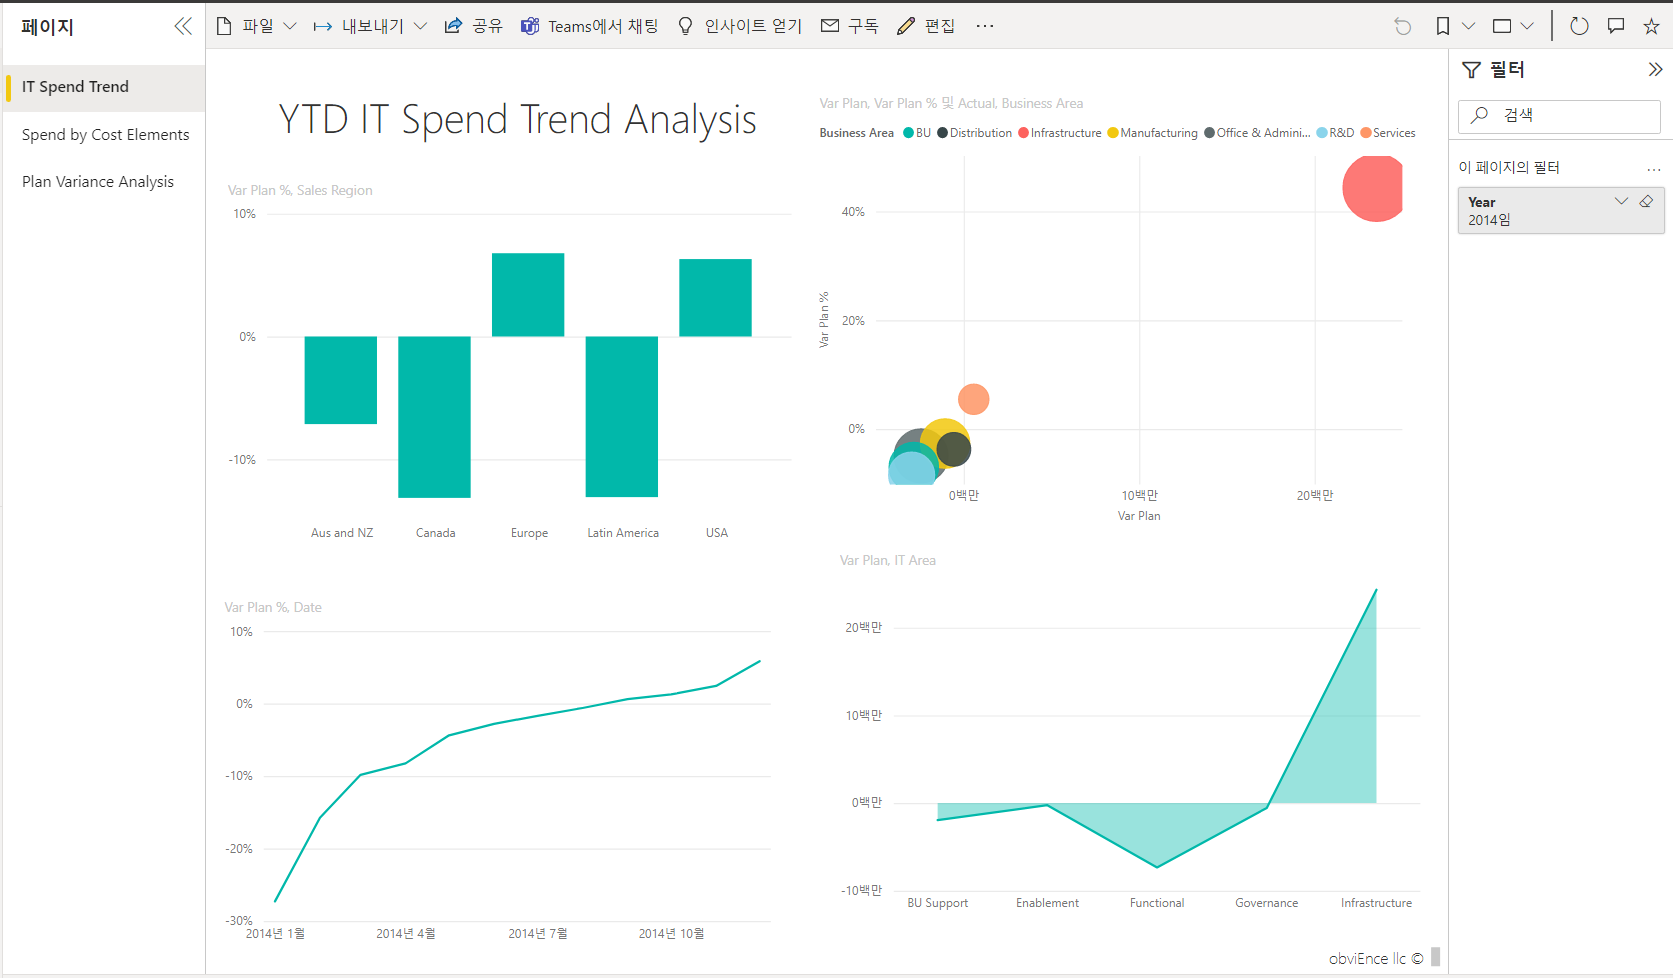 페이지
IT Spend Trend
Spend by Cost Elements
Plan Variance Analysis
파일
내보내기
공유
Teams에서 채팅
인사이트 얻기
구독
편집
YTD IT Spend Trend Analysis
Var Plan %, Sales Region
10%
0%
-10%
Aus and NZ Canada Europe Latin America USA
Var Plan, Var Plan % 및 Actual, Business Area
Business Area BU Distribution Infrastructure Manufacturing Office & Admini... R&D Services
Var Plan %
40%
20%
0%
0백만 10백만 20백만
Var Plan
Var Plan %, Date
10%
0%
-10%
-20%
-30%
2014년 1월 2014년 4월 2014년 7월 2014년 10월
Var Plan, IT Area
20백만
10백만
0백만
-10백만
BU Support Enablement Functional Governance Infrastructure
obviEnce llc ©
필터
검색
이 페이지의 필터
Year
2014임